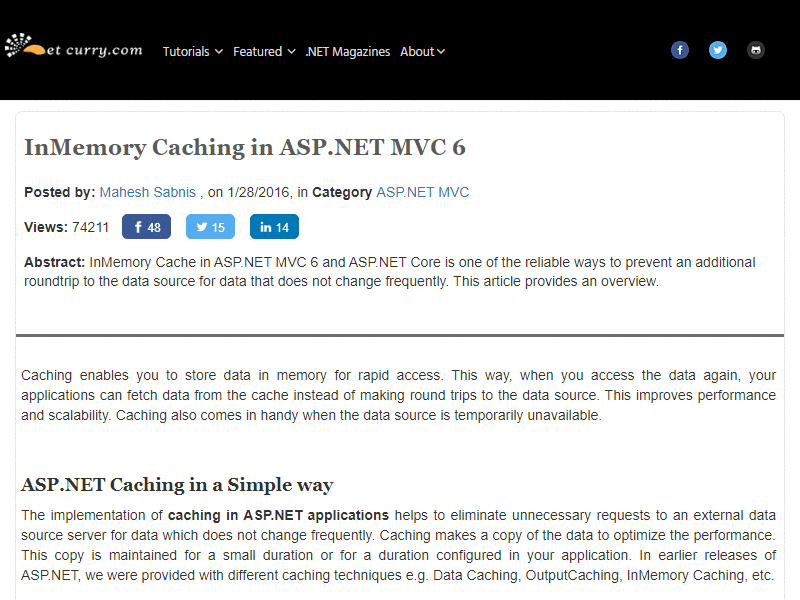 et curry.com
Tutorials Featured .NET Magazines About
InMemory Caching in ASP.NET MVC 6
Posted by: Mahesh Sabnis , on 1/28/2016, in Category ASP.NET MVC
Views: 74211 f 48 15 in 14
Abstract: InMemory Cache in ASP.NET MVC 6 and ASP.NET Core is one of the reliable ways to prevent an additional
roundtrip to the data source for data that does not change frequently. This article provides an overview.
Caching enables you to store data in memory for rapid access. This way, when you access the data again, your
applications can fetch data from the cache instead of making round trips to the data source. This improves performance
and scalability. Caching also comes in handy when the data source is temporarily unavailable.
ASP.NET Caching in a Simple way
The implementation of caching in ASP.NET applications helps to eliminate unnecessary requests to an external data
source server for data which does not change frequently. Caching makes a copy of the data to optimize the performance.
This copy is maintained for a small duration or for a duration configured in your application. In earlier releases of
ASP.NET, we were provided with different caching techniques e.g. Data Caching, OutputCaching, InMemory Caching, etc.